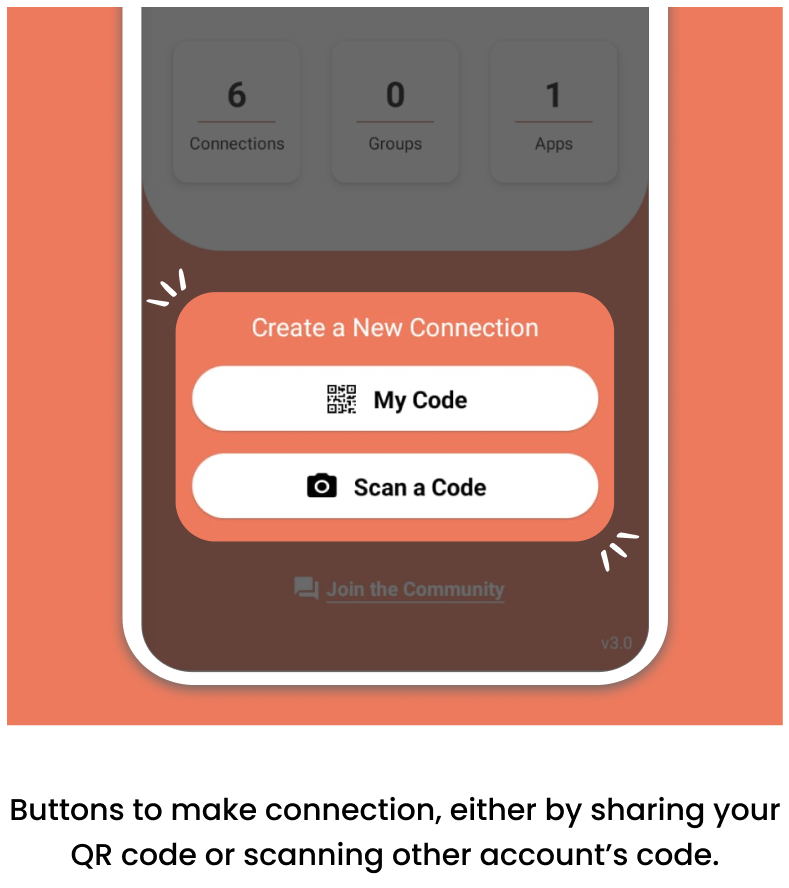 6 0 1
Connections Groups Apps
Create a New Connection
My Code
Scan a Code
Join the Community
v3.0
Buttons to make connection, either by sharing your
QR code or scanning other account’s code.